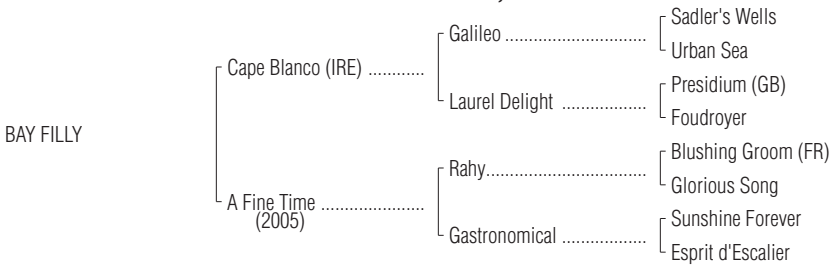 Sadler's Wells
Galileo ..................................
Urban Sea
Cape Blanco (IRE) ............
Presidium (GB)
Laurel Delight ....................
Foudroyer
BAY FILLY
Blushing Groom (FR)
Rahy......................................
Glorious Song
A Fine Time .......................
(2005)
Sunshine Forever
Gastronomical ....................
Esprit d'Escalier